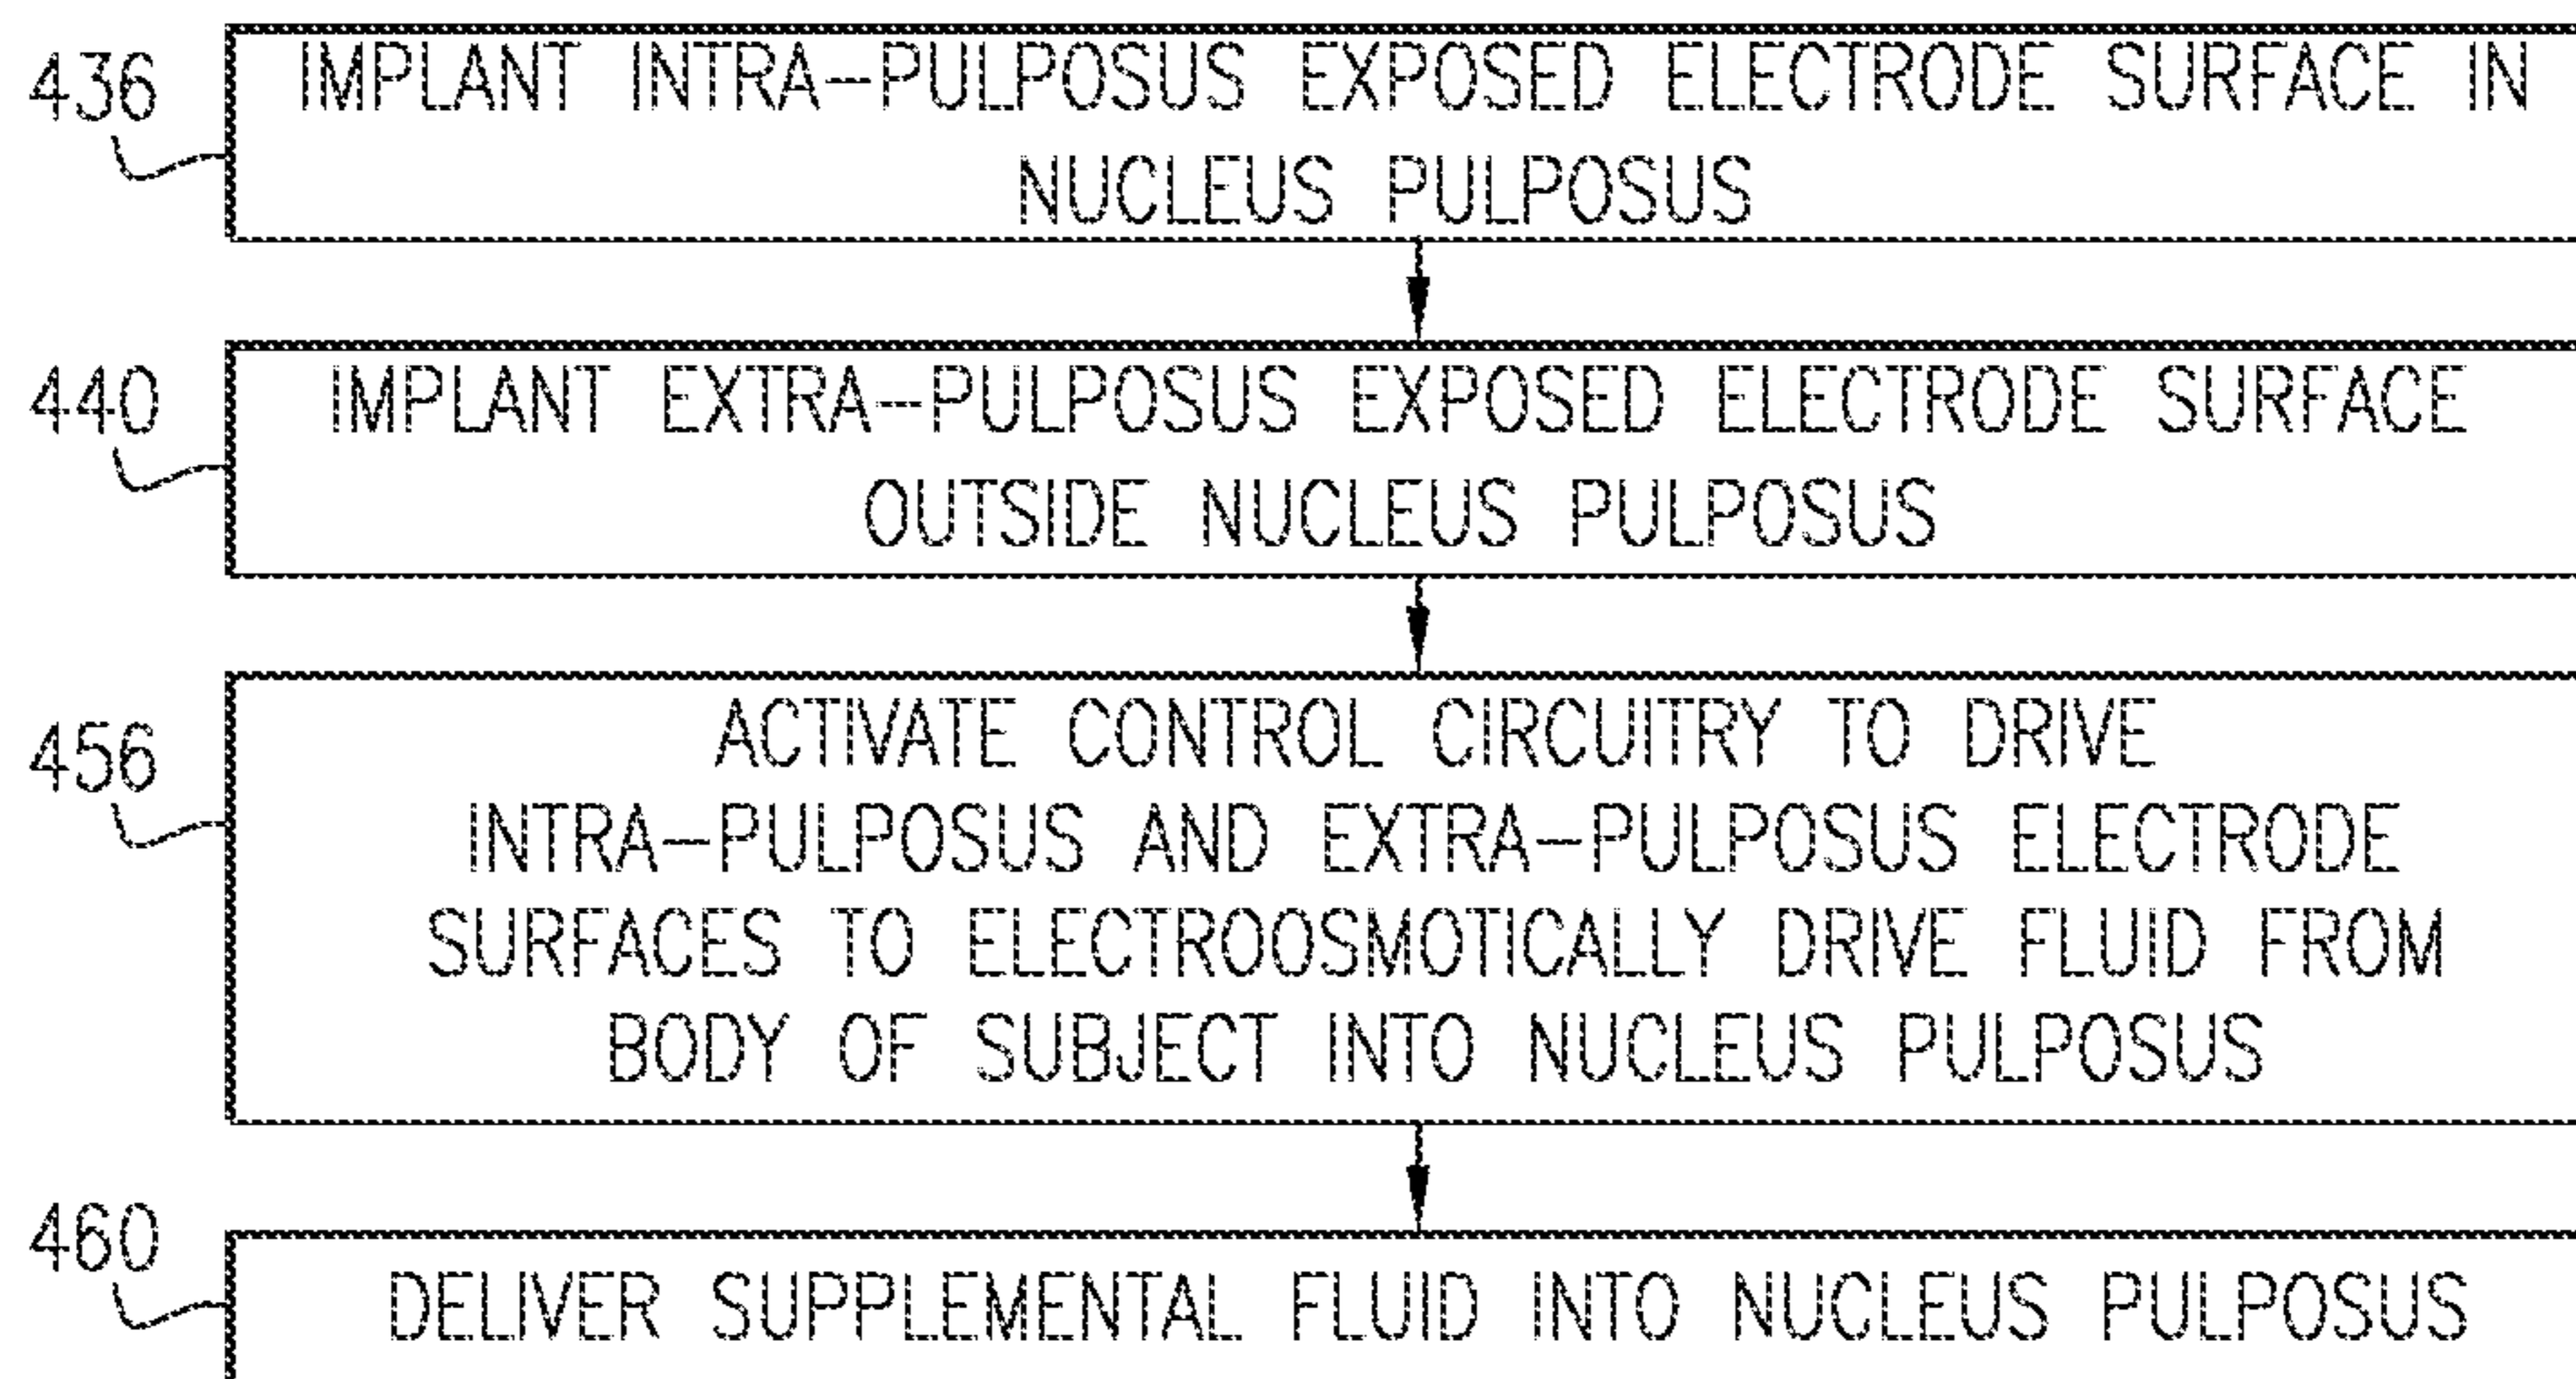 436
IMPLANT INTRA-PULPOSUS EXPOSED ELECTRODE SURFACE IN
NUCLEUS PULPOSUS
440
IMPLANT EXTRA-PULPOSUS EXPOSED ELECTRODE SURFACE
OUTSIDE NUCLEUS PULPOSUS
456
ACTIVATE CONTROL CIRCUITRY TO DRIVE
INTRA-PULPOSUS AND EXTRA-PULPOSUS ELECTRODE
SURFACES TO ELECTROOSMOTICALLY DRIVE FLUID FROM
BODY OF SUBJECT INTO NUCLEUS PULPOSUS
460
DELIVER SUPPLEMENTAL FLUID INTO NUCLEUS PULPOSUS